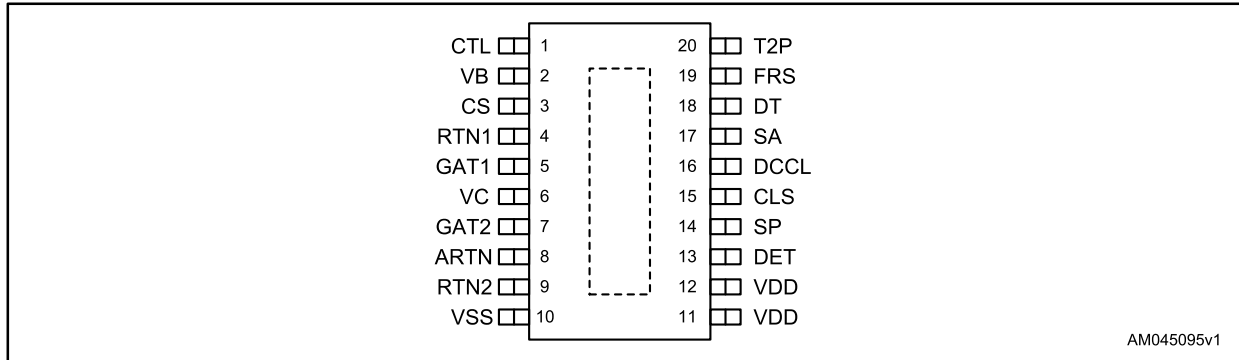 CTL 1 20 T2P
VB 2 19 FRS
CS 3 18 DT
RTN1 4 17 SA
GAT1 5 16 DCCL
VC 6 15 CLS
GAT2 7 14 SP
ARTN 8 13 DET
RTN2 9 12 VDD
VSS 10 11 VDD
AM045095v1